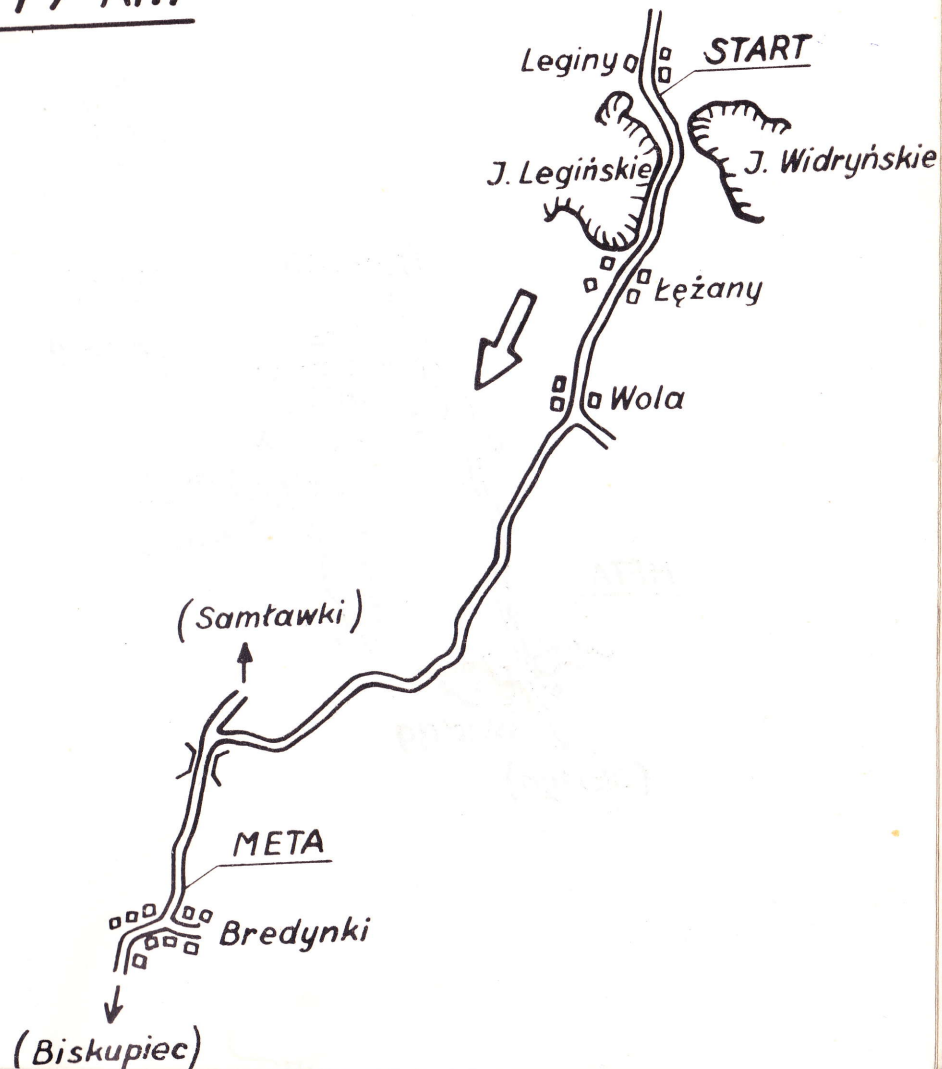 START
Leginy
J. Legińskie
J. Widryńskie
Łężany
Wola
(Samławki)
META
Bredynki
(Biskupiec)